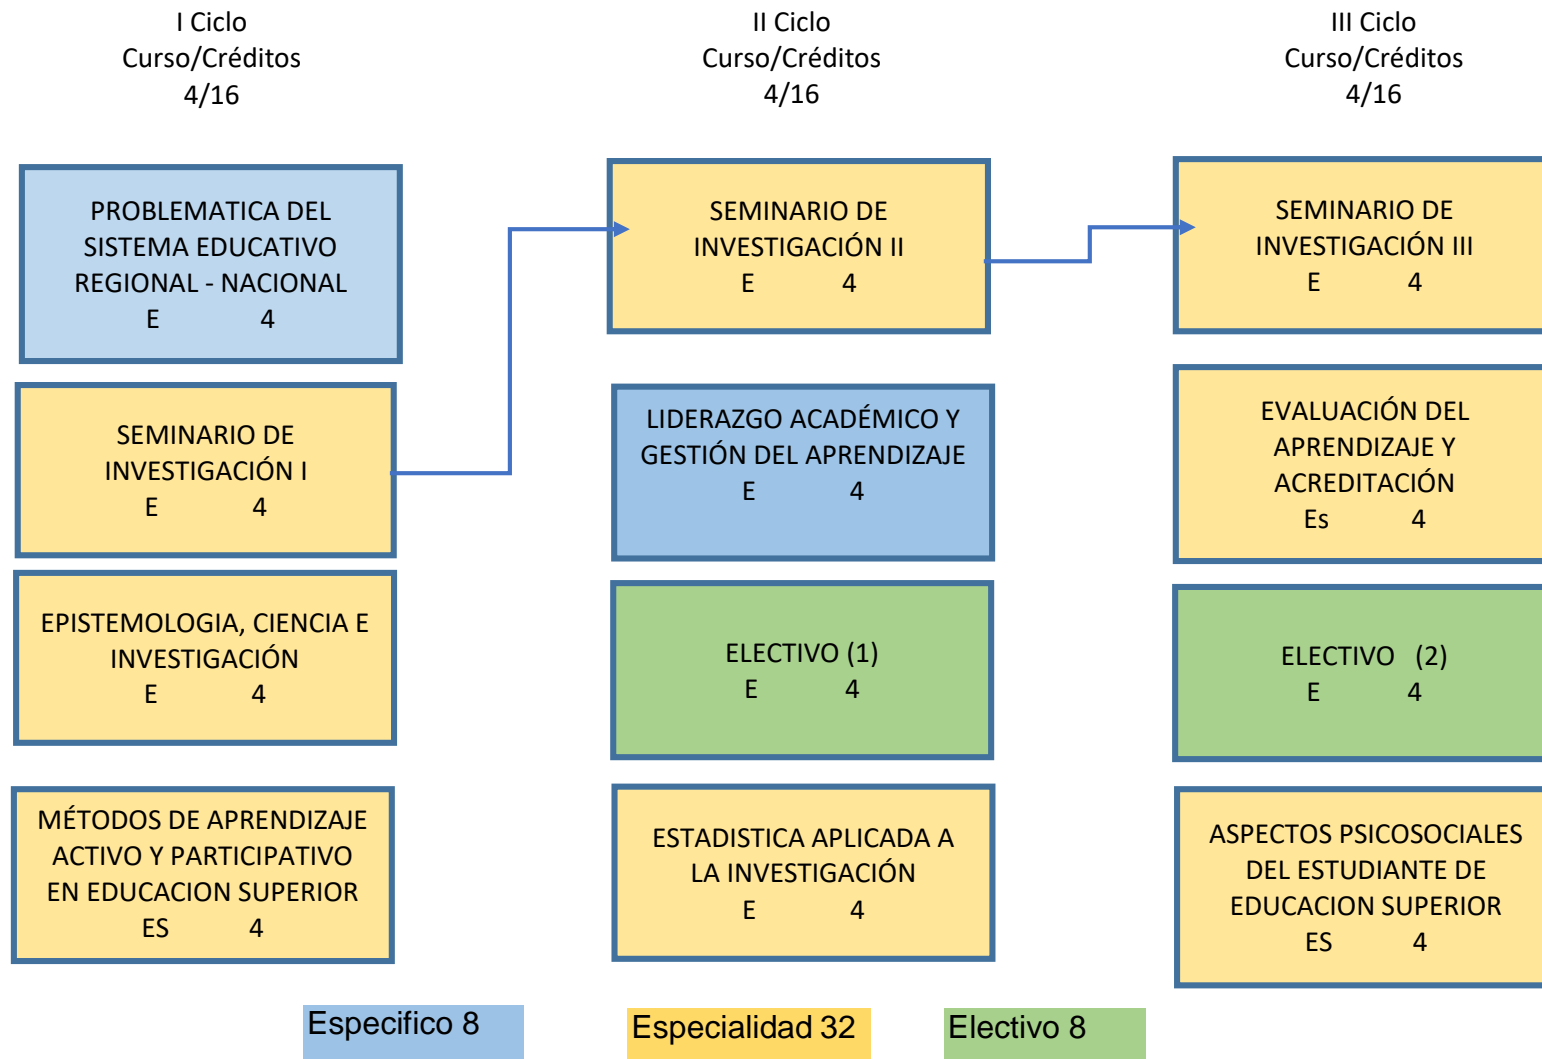 I Ciclo
Curso/Créditos
4/16
PROBLEMATICA DEL
SISTEMA EDUCATIVO
REGIONAL - NACIONAL
E 4
SEMINARIO DE
INVESTIGACIÓN I
E 4
EPISTEMOLOGIA, CIENCIA E
INVESTIGACIÓN
E 4
MÉTODOS DE APRENDIZAJE
ACTIVO Y PARTICIPATIVO
EN EDUCACION SUPERIOR
ES 4
II Ciclo
Curso/Créditos
4/16
SEMINARIO DE
INVESTIGACIÓN II
E 4
LIDERAZGO ACADÉMICO Y
GESTIÓN DEL APRENDIZAJE
E 4
ELECTIVO (1)
E 4
ESTADISTICA APLICADA A
LA INVESTIGACIÓN
E 4
III Ciclo
Curso/Créditos
4/16
SEMINARIO DE
INVESTIGACIÓN III
E 4
EVALUACIÓN DEL
APRENDIZAJE Y
ACREDITACIÓN
Es 4
ELECTIVO (2)
E 4
ASPECTOS PSICOSOCIALES
DEL ESTUDIANTE DE
EDUCACION SUPERIOR
ES 4
Especifico 8
Especialidad 32
Electivo 8